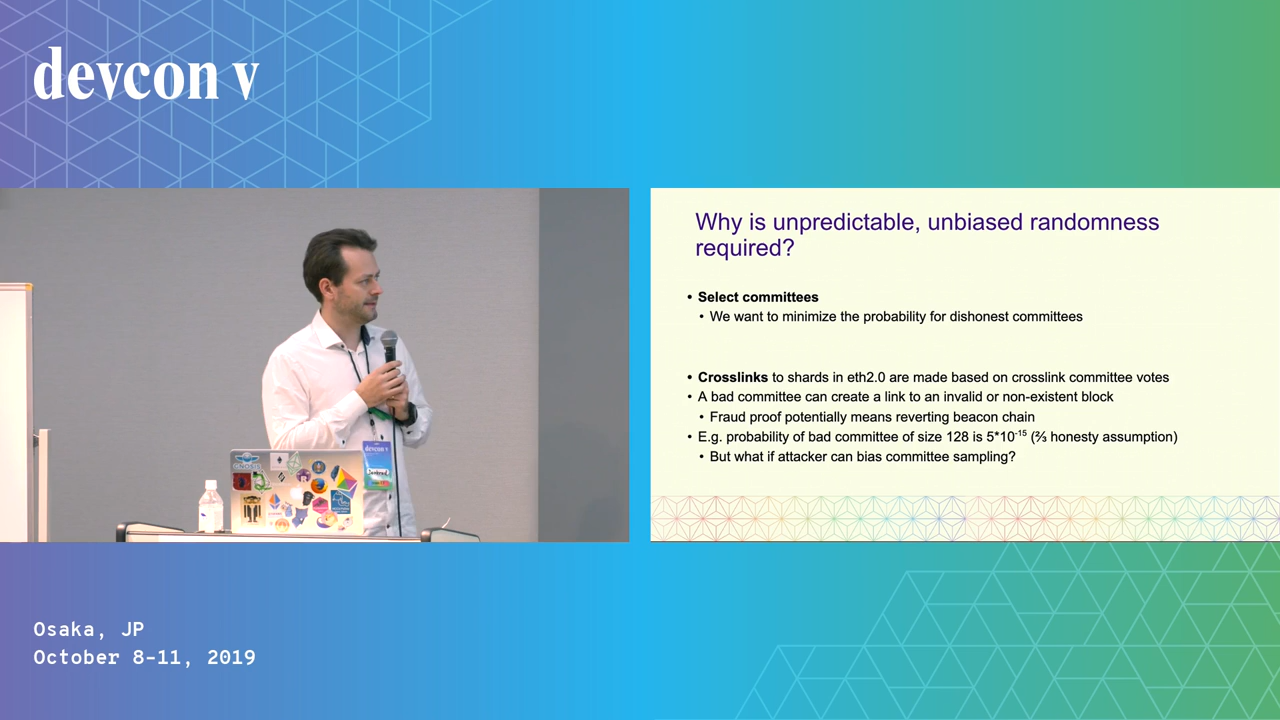 devcon v
Why is unpredictable, unbiased randomness
required?
• Select committees
• We want to minimize the probability for dishonest committees
• Crosslinks to shards in eth2.0 are made based on crosslink committee votes
• A bad committee can create a link to an invalid or non-existent block
• Fraud proof potentially means reverting beacon chain
• E.g. probability of bad committee of size 128 is 5*10⁻¹⁵ (⅔ honesty assumption)
• But what if attacker can bias committee sampling?
devcon v
Osaka, JP
October 8-11, 2019